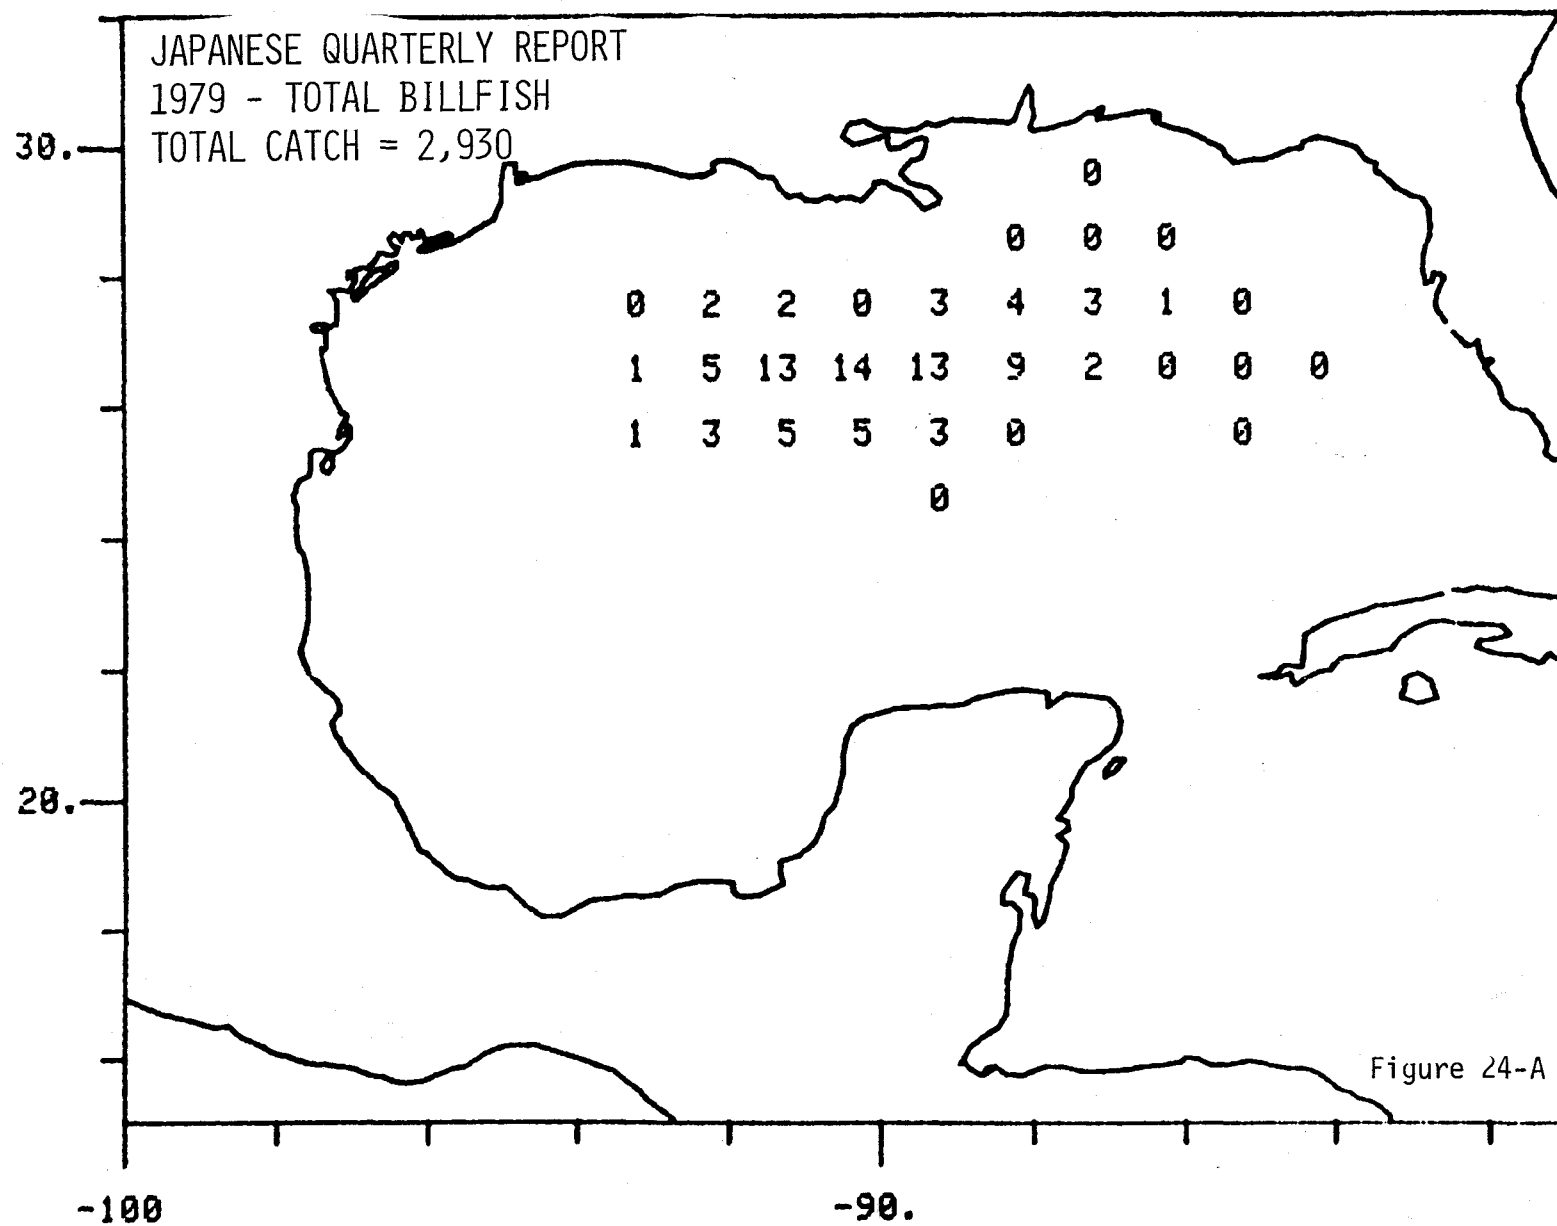 JAPANESE QUARTERLY REPORT
1979 - TOTAL BILLFISH
TOTAL CATCH = 2,930
30.
0
0 0 0
0 2 2 0 3 4 3 1 0
1 5 13 14 13 9 2 0 0 0
1 3 5 5 3 0 0
0
20.
Figure 24-A
-100 -90.